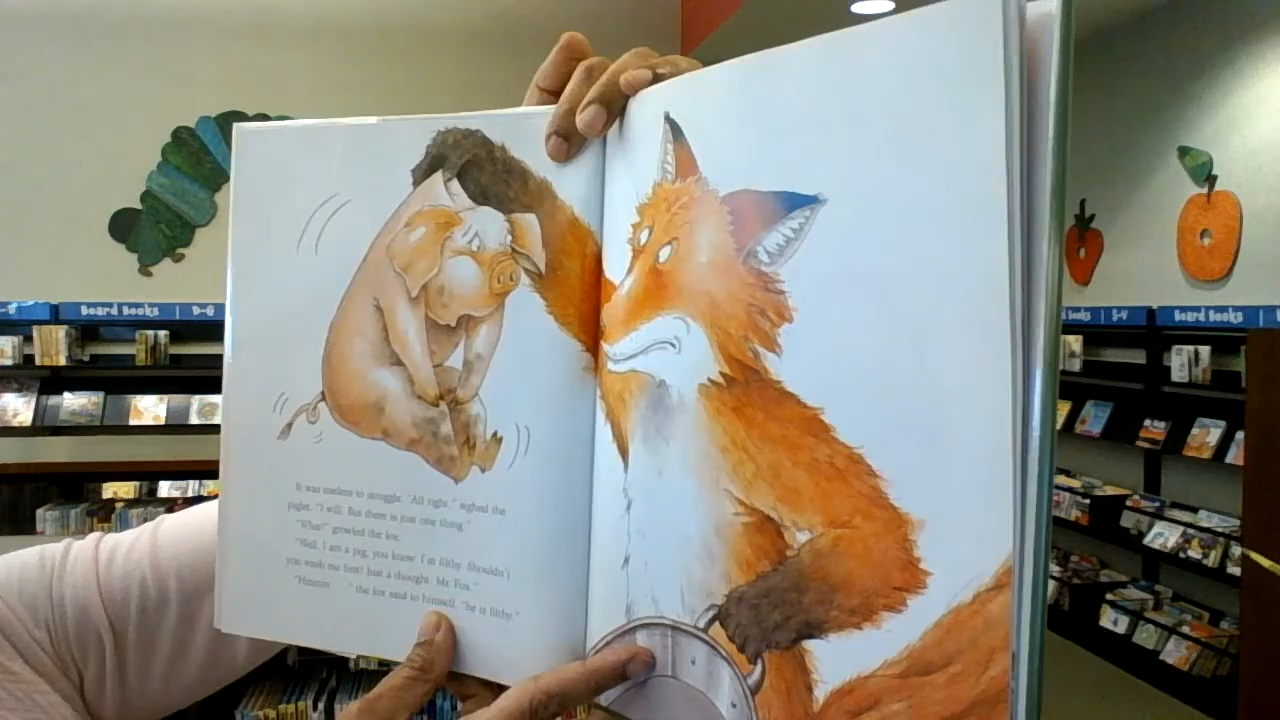 Board Books | D-G
Books | S-V
Board Books
It was useless to struggle. "All right," sighed the
piglet. "I will. But there is just one thing."
"What?" growled the fox.
"Well, I am a pig, you know. I'm filthy. Shouldn't
you wash me first? Just a thought, Mr. Fox."
"Hmmm . . ." the fox said to himself, "he is filthy."